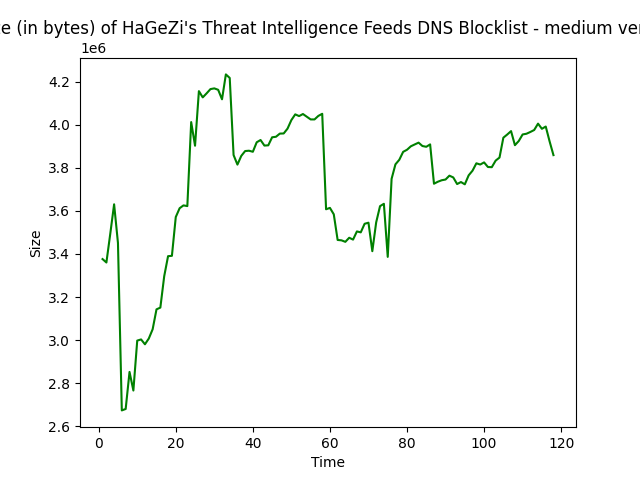 (in bytes) of HaGeZi's Threat Intelligence Feeds DNS Blocklist - medium
1e6
4.2
4.0
3.8
3.6
3.4
3.2
3.0
2.8
2.6
Size
0 20 40 60 80 100 120
Time